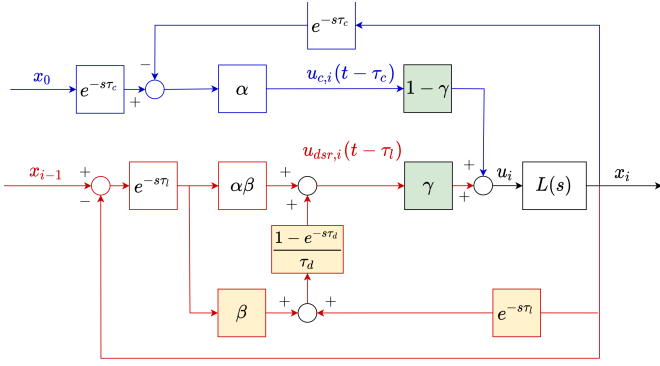 e^{-sτ_c}
−
x_0
e^{-sτ_c}
+
α
u_{c,i}(t − τ_c)
1 − γ
x_{i−1}
+
−
e^{-sτ_l}
αβ
+
+
u_{dsr,i}(t − τ_l)
γ
+
+
u_i
L(s)
x_i
\frac{1 − e^{-sτ_d}}{τ_d}
β
+
+
e^{-sτ_l}